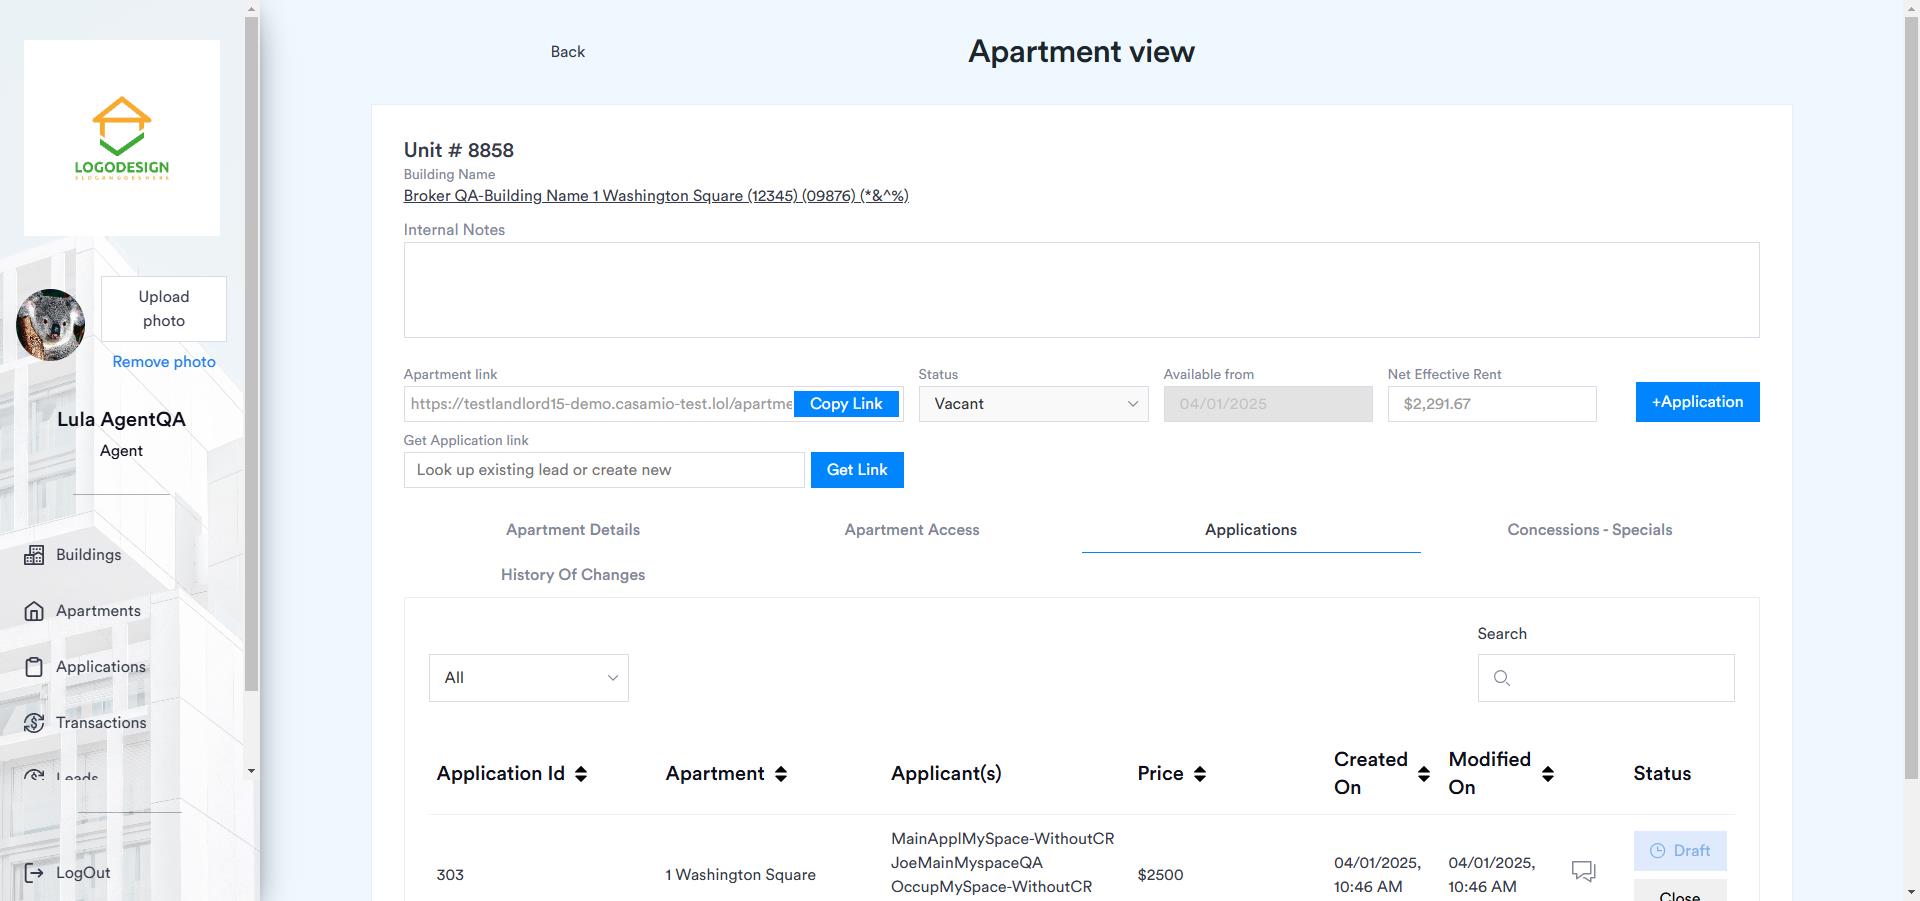 Back
Apartment view
LOGODESIGN
Upload
photo
Remove photo
Lula AgentQA
Agent
Buildings
Apartments
Applications
Transactions
Leads
LogOut
Unit # 8858
Building Name
Broker QA-Building Name 1 Washington Square (12345) (09876) (*&^%)
Internal Notes
Apartment link
Status
Available from
Net Effective Rent
https://testlandlord15-demo.casamio-test.lol/apartme
Copy Link
Vacant
04/01/2025
$2,291.67
+Application
Get Application link
Look up existing lead or create new
Get Link
Apartment Details
Apartment Access
Applications
Concessions - Specials
History Of Changes
Search
All
Application Id
Apartment
Applicant(s)
Price
Created
On
Modified
On
Status
303
1 Washington Square
MainApplMySpace-WithoutCR
JoeMainMyspaceQA
OccupMySpace-WithoutCR
$2500
04/01/2025,
10:46 AM
04/01/2025,
10:46 AM
Draft
Close